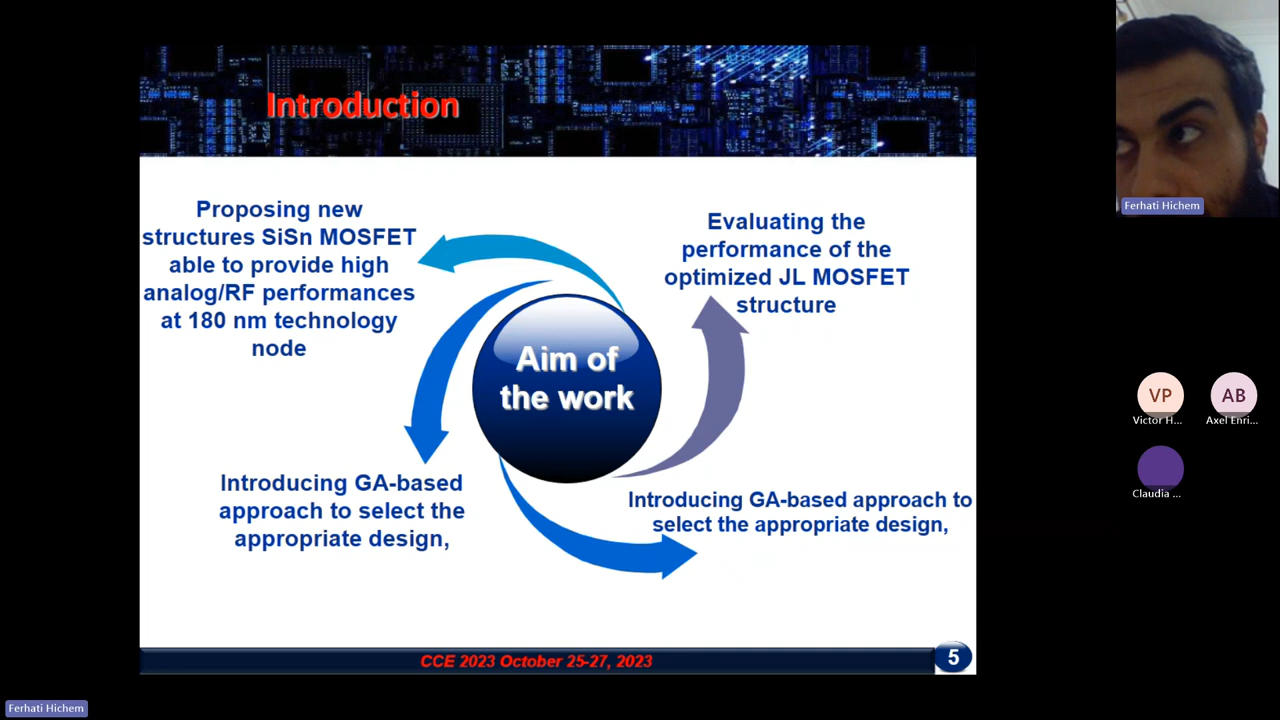 Introduction
Proposing new
structures SiSn MOSFET
able to provide high
analog/RF performances
at 180 nm technology
node
Evaluating the
performance of the
optimized JL MOSFET
structure
Aim of
the work
Introducing GA-based
approach to select the
appropriate design,
Introducing GA-based approach to
select the appropriate design,
CCE 2023 October 25-27, 2023
5
Ferhati Hichem
VP
Victor H...
AB
Axel Enri...
Claudia ...
Ferhati Hichem